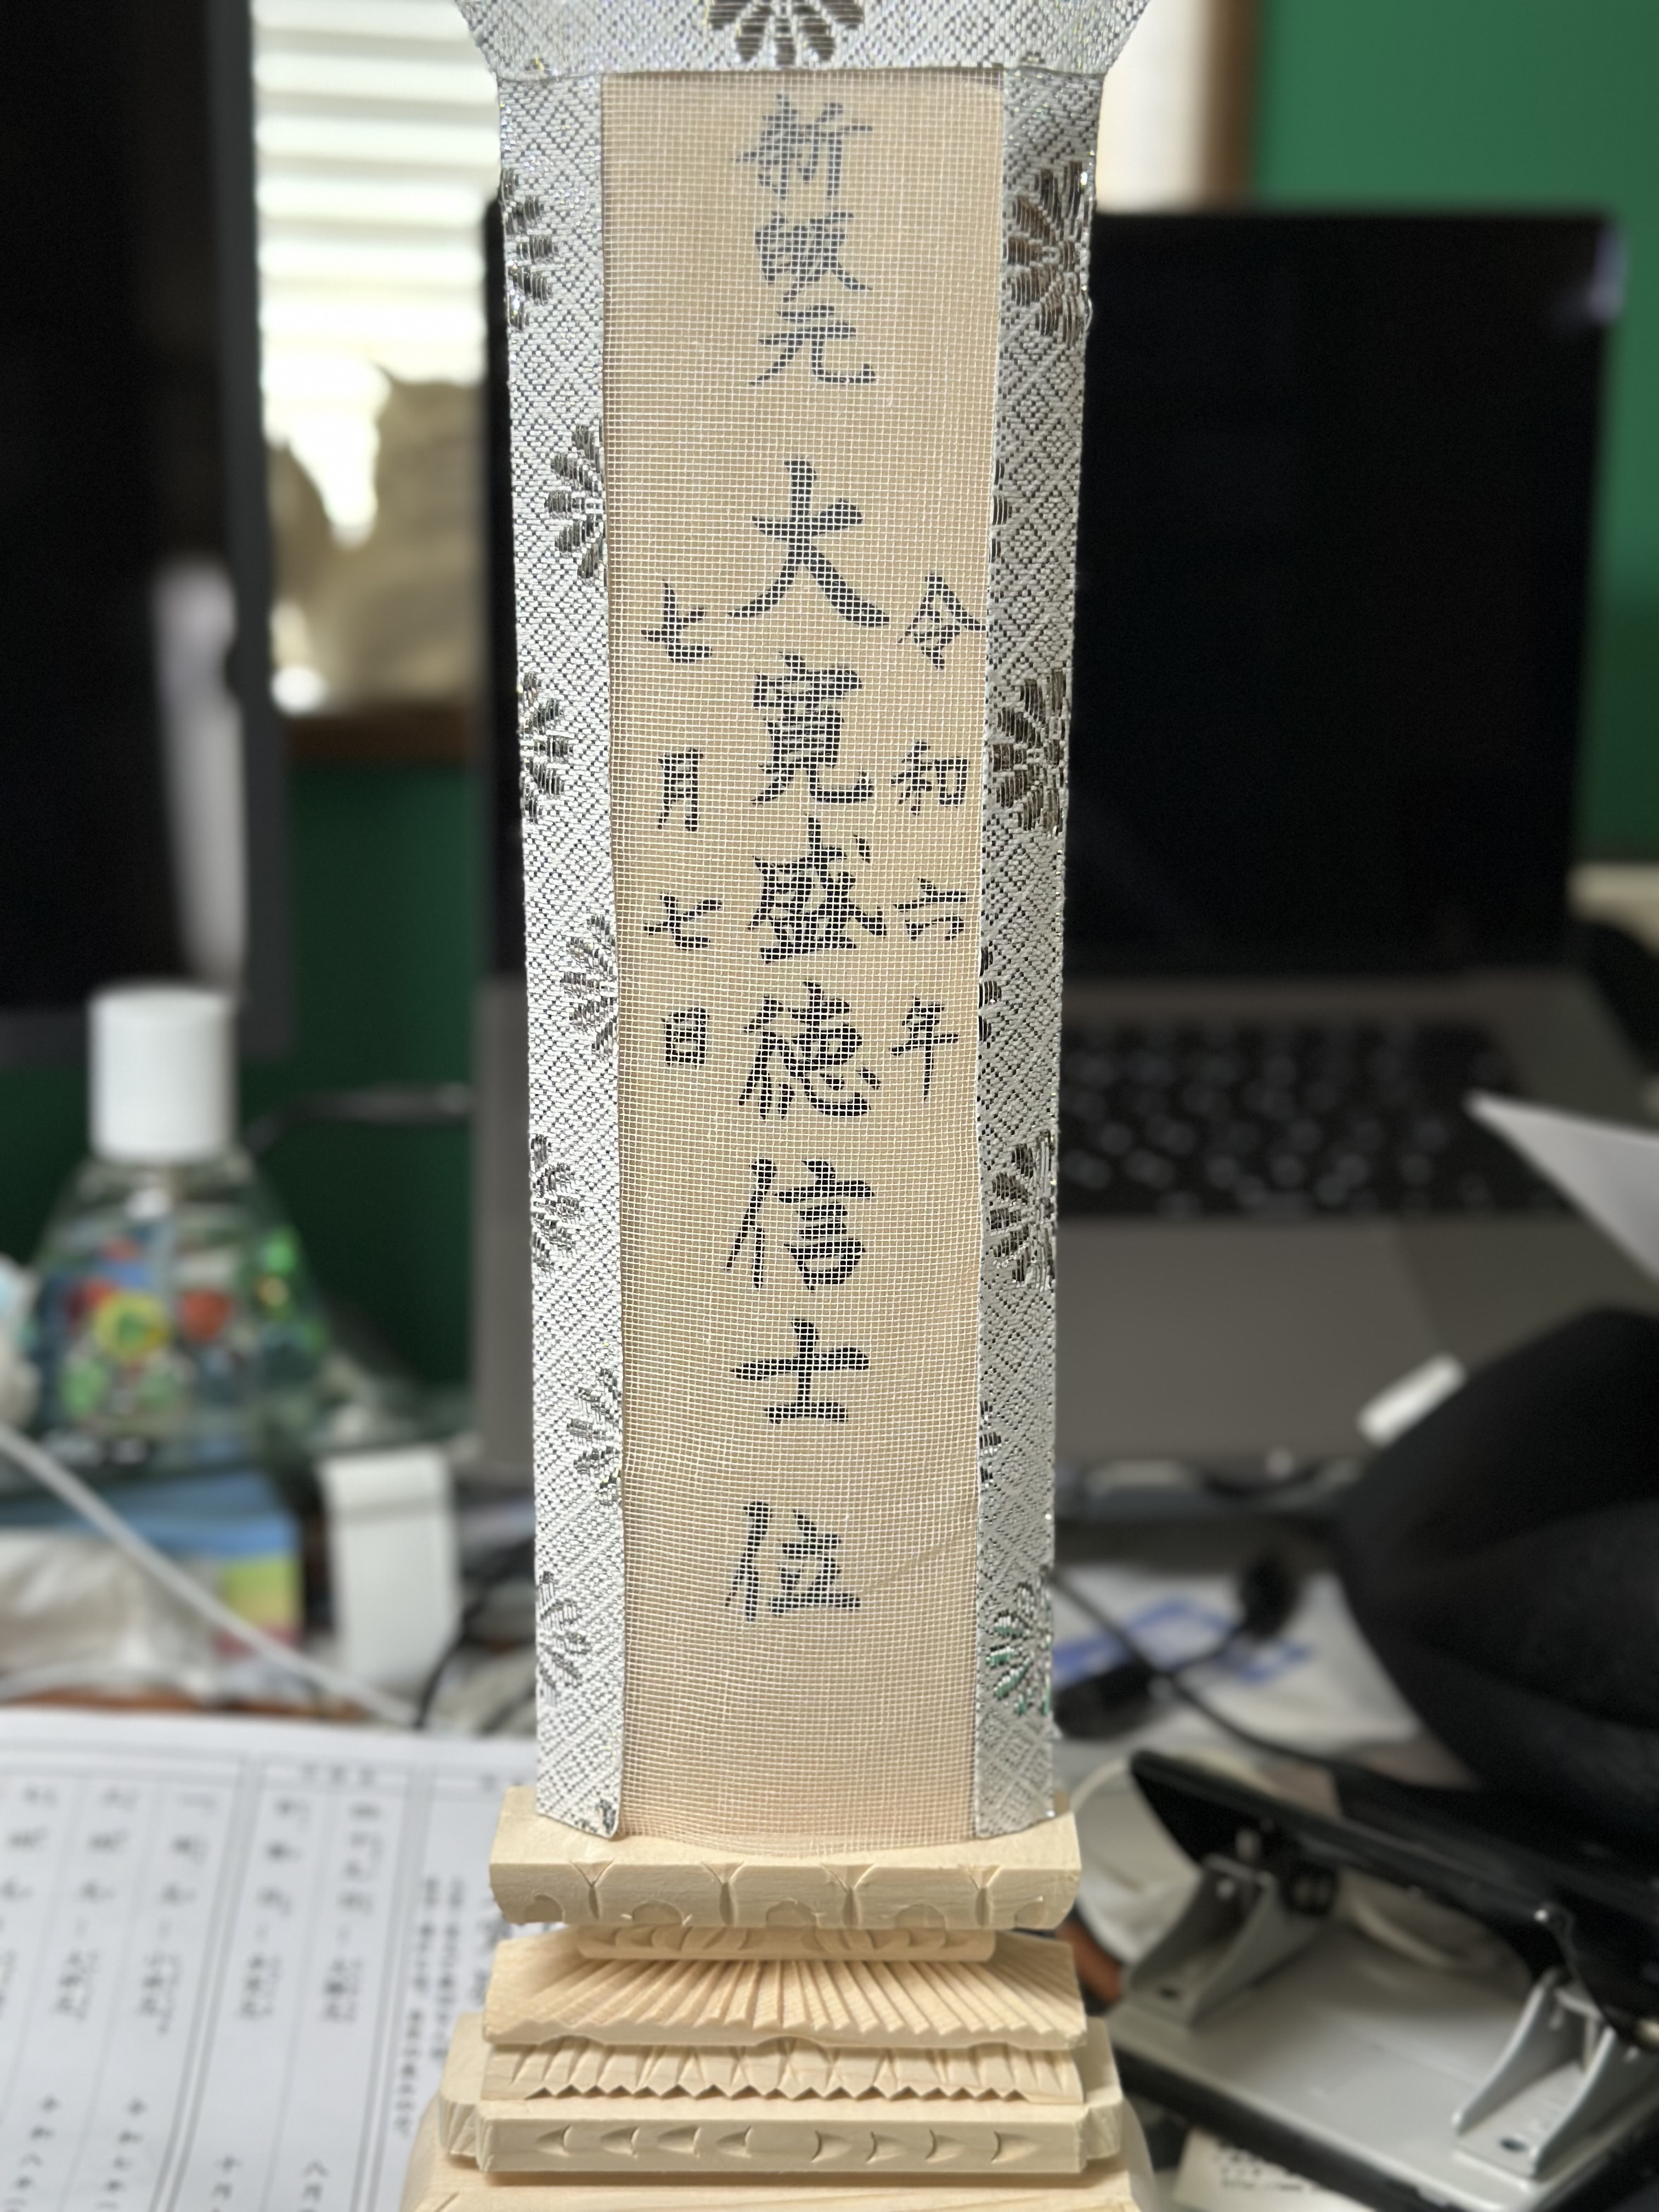 令和六年
新皈元 大寛盛徳信士 位
七月七日